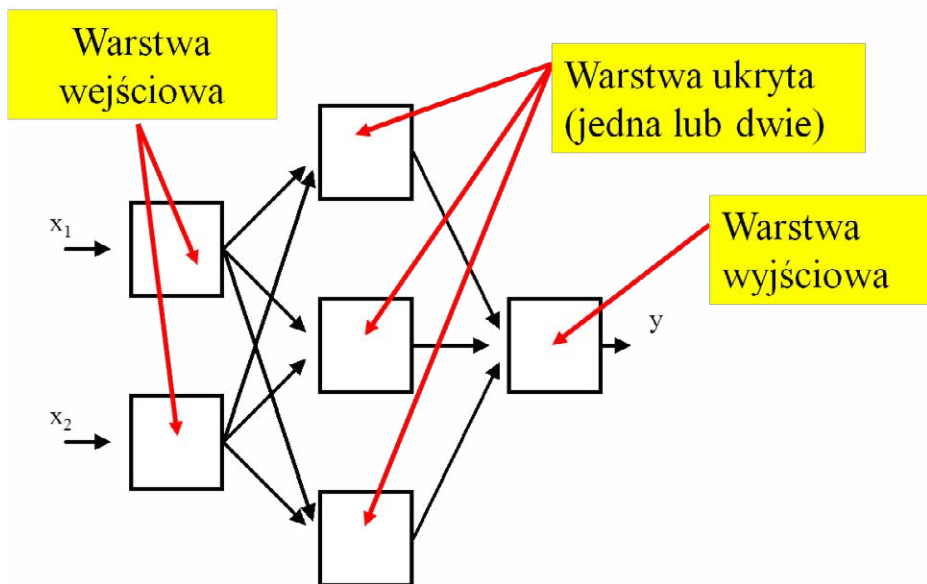 Warstwa
wejściowa
Warstwa ukryta
(jedna lub dwie)
Warstwa
wyjściowa
x₁
y
x₂